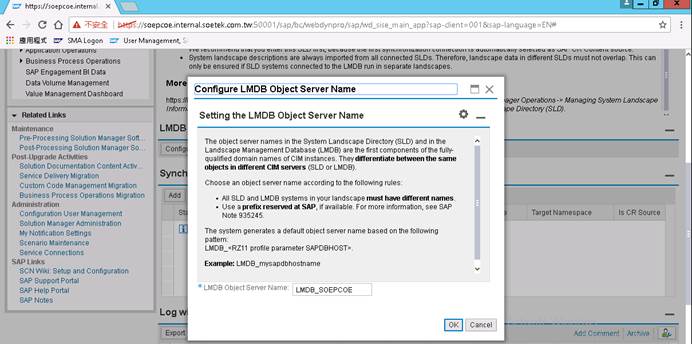 https://soepcoe.internal.s
不安全 | https://soepcoe.internal.soetek.com.tw:50001/sap/bc/webdynpro/sap/wd_sise_main_app?sap-client=001&sap-language=EN#
應用程式 SMA Logon User Management, S
Application Operations
Business Process Operations
SAP Engagement BI Data
Data Volume Management
Value Management Dashboard
Related Links
Maintenance
Pre-Processing Solution Manager Soft...
Post-Processing Solution Manager Sof...
Post-Upgrade Activities
Solution Documentation Content Activ...
Service Delivery Migration
Custom Code Management Migration
Business Process Operations Migration
Administration
Configuration User Management
Solution Manager Administration
My Notification Settings
Scenario Maintenance
Service Connections
SAP Links
SCN Wiki: Setup and Configuration
SAP Support Portal
SAP Help Portal
SAP Notes
We recommend that you enter this SLD first, because the first synchronization connection is automatically selected as SAP CR Content source.
System landscape descriptions are always imported from all connected SLDs. Therefore, landscape data in different SLDs must not overlap. This can
only be ensured if SLD systems connected to the LMDB run in separate landscapes.
More
https://
Informa
ager Operations-> Managing System Landscape
Directory (SLD).
LMDB
Config
Synch
Add
Sta
e
Target Namespace
Is CR Source
Log wi
Export
Add Comment Archive
Configure LMDB Object Server Name
Setting the LMDB Object Server Name
The object server names in the System Landscape Directory (SLD) and in the
Landscape Management Database (LMDB) are the first components of the fully-
qualified domain names of CIM instances. They differentiate between the same
objects in different CIM servers (SLD or LMDB).
Choose an object server name according to the following rules:
• All SLD and LMDB systems in your landscape must have different names.
• Use a prefix reserved at SAP, if available. For more information, see SAP
Note 935245.
The system generates a default object server name based on the following
pattern:
LMDB_<RZ11 profile parameter SAPDBHOST>.
Example: LMDB_mysapdbhostname
* LMDB Object Server Name: LMDB_SOEPCOE
OK Cancel